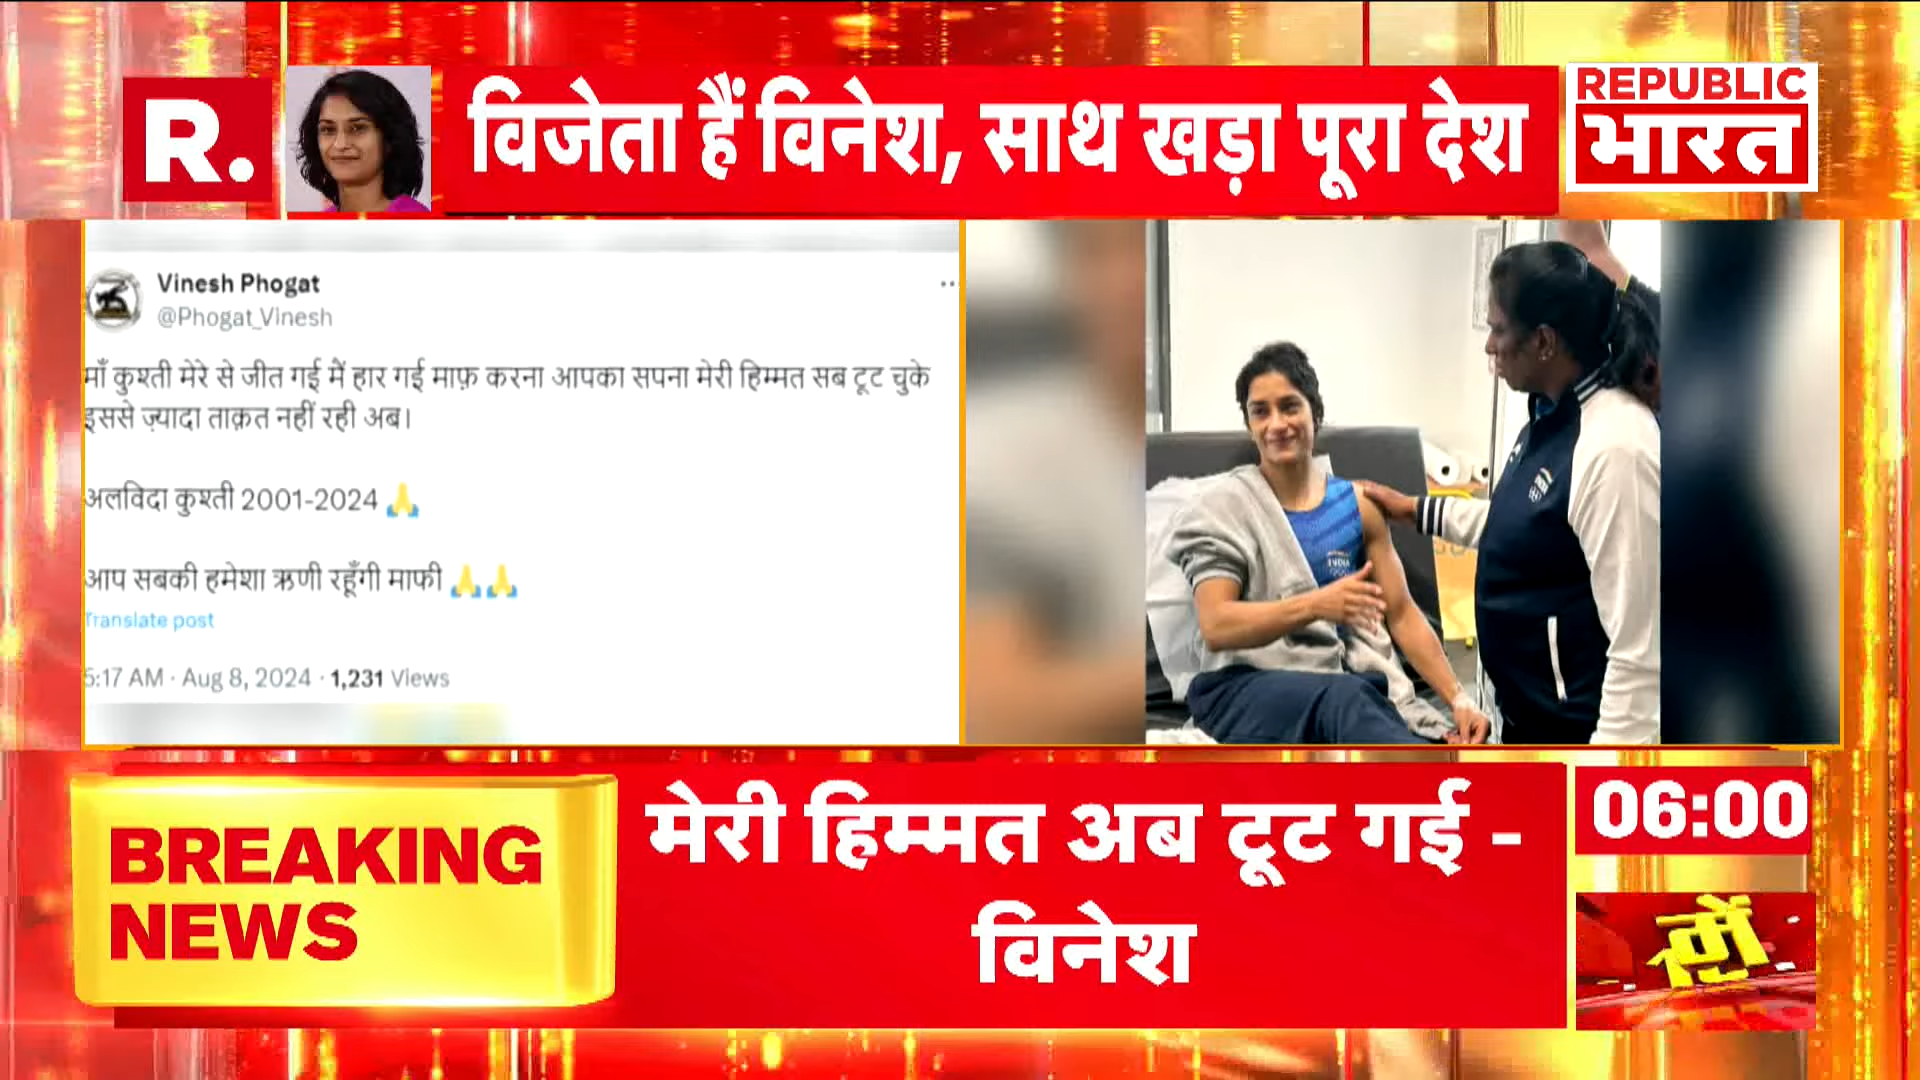 R.
विजेता हैं विनेश, साथ खड़ा पूरा देश
REPUBLIC
भारत
Vinesh Phogat
@Phogat_Vinesh
माँ कुश्ती मेरे से जीत गई मैं हार गई माफ़ करना आपका सपना मेरी हिम्मत सब टूट चुके
इससे ज़्यादा ताक़त नहीं रही अब।
अलविदा कुश्ती 2001-2024 🙏
आप सबकी हमेशा ऋणी रहूँगी माफी 🙏🙏
Translate post
5:17 AM · Aug 8, 2024 · 1,231 Views
INDIA
INDIA
BREAKING
NEWS
मेरी हिम्मत अब टूट गई -
विनेश
06:00